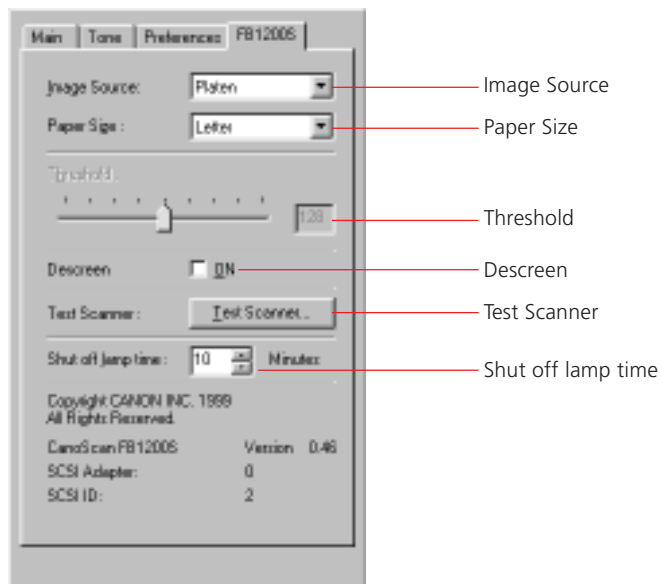 Main Tone Preferences FB1200S
Image Source: Platen Image Source
Paper Size : Letter Paper Size
Threshold :
128 Threshold
Descreen ON Descreen
Test Scanner : Test Scanner... Test Scanner
Shut off lamp time : 10 Minutes Shut off lamp time
Copyright CANON INC. 1999
All Rights Reserved.
CanoScan FB1200S Version 0.46
SCSI Adapter: 0
SCSI ID : 2